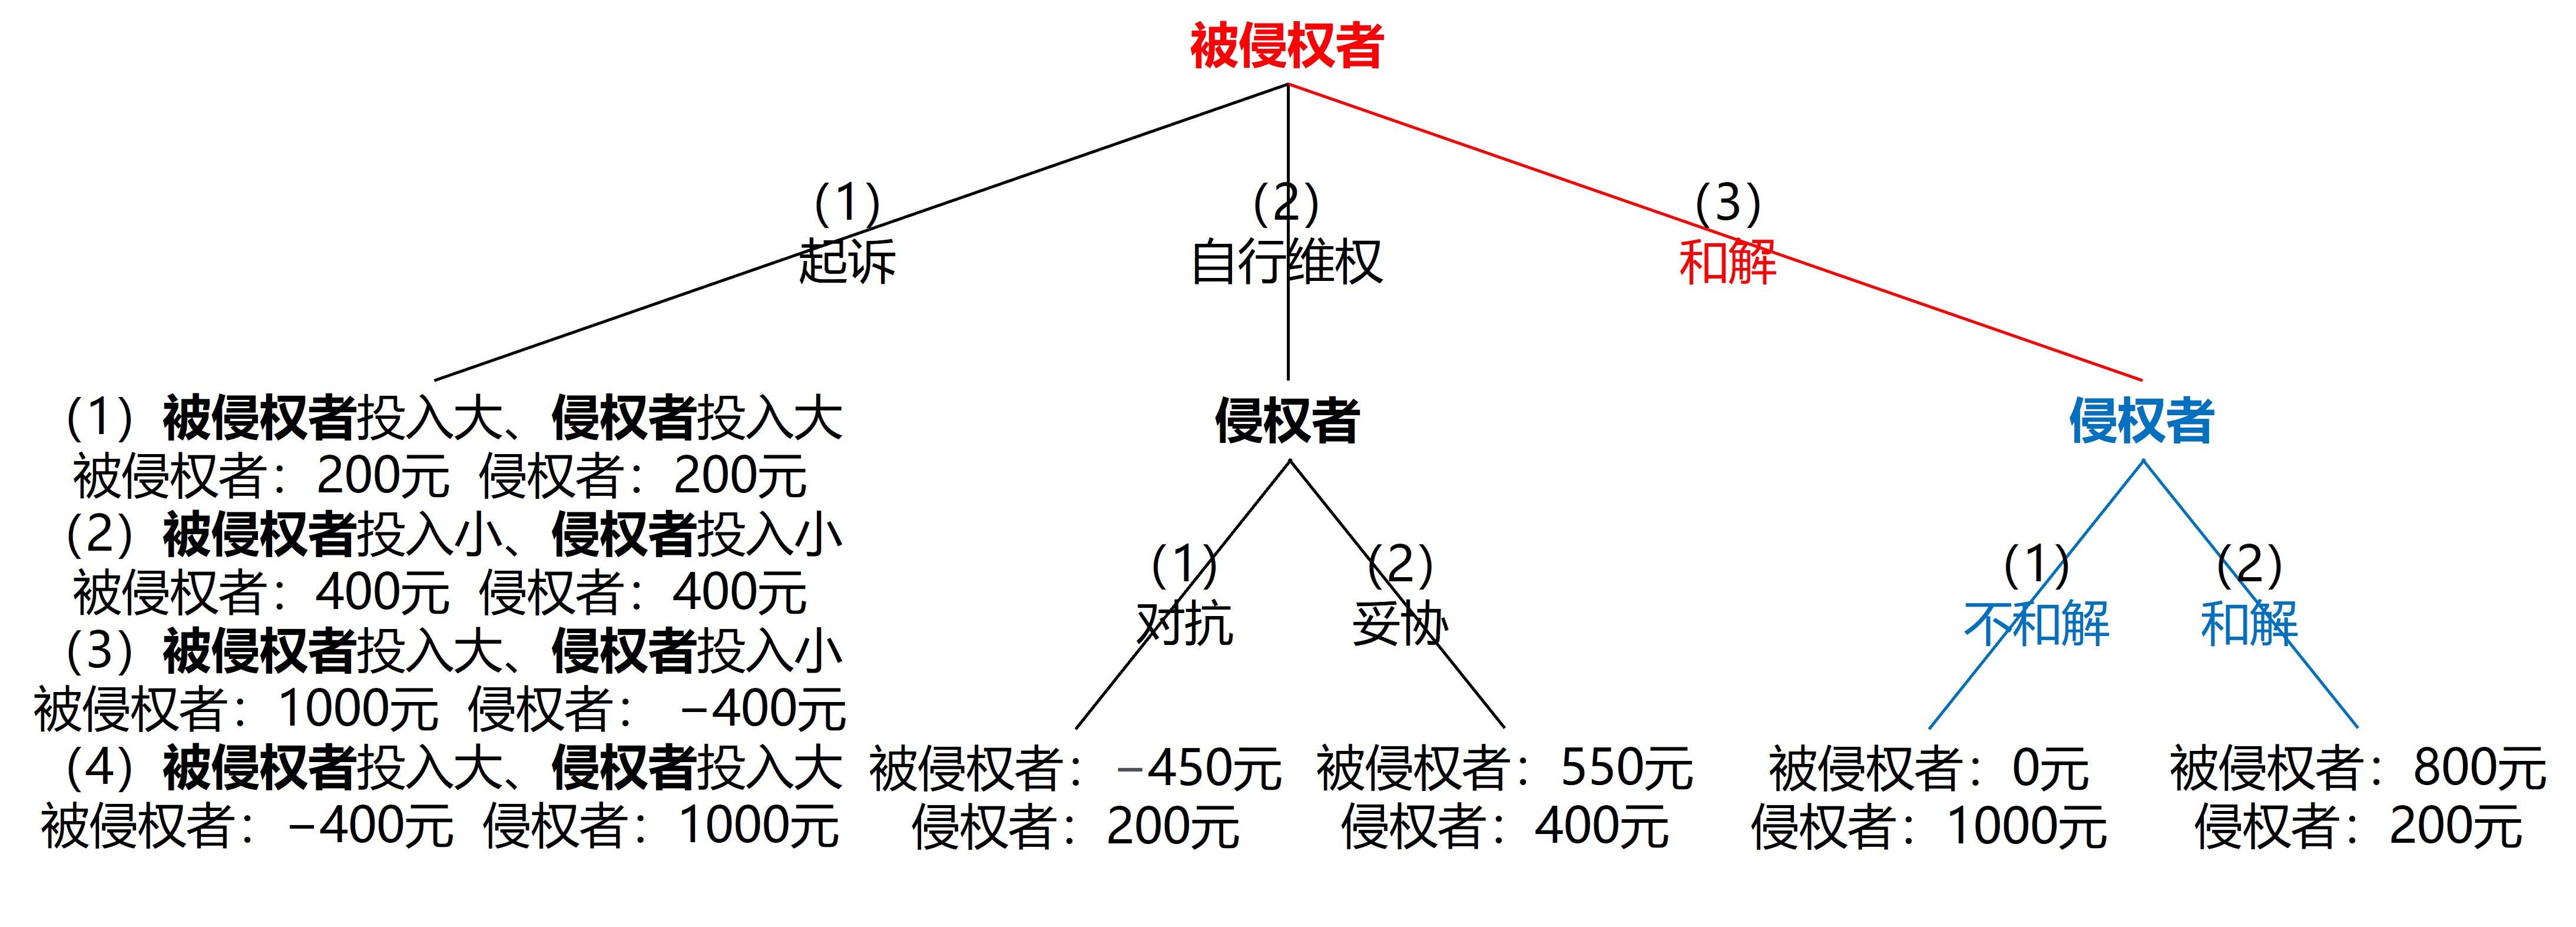 被侵权者
（1）
起诉
（2）
自行维权
（3）
和解
（1）被侵权者投入大、侵权者投入大
被侵权者：200元 侵权者：200元
（2）被侵权者投入小、侵权者投入小
被侵权者：400元 侵权者：400元
（3）被侵权者投入大、侵权者投入小
被侵权者：1000元 侵权者： −400元
（4）被侵权者投入大、侵权者投入大
被侵权者：−400元 侵权者：1000元
侵权者
（1）
对抗
（2）
妥协
被侵权者：−450元
侵权者：200元
被侵权者：550元
侵权者：400元
侵权者
（1）
不和解
（2）
和解
被侵权者：0元
侵权者：1000元
被侵权者：800元
侵权者：200元